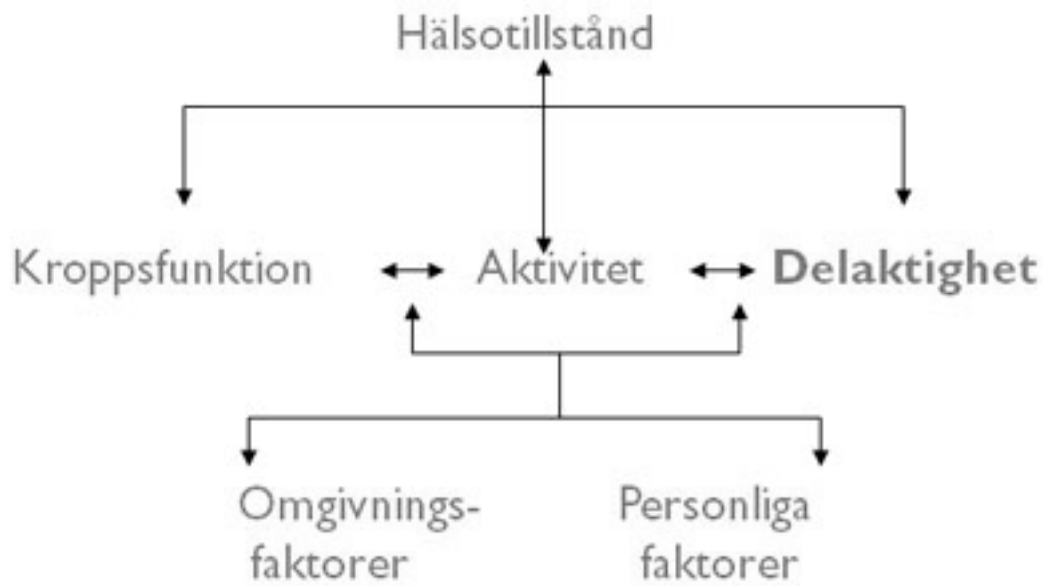 Hälsotillstånd
Kroppsfunktion
Aktivitet
Delaktighet
Omgivnings-
faktorer
Personliga
faktorer